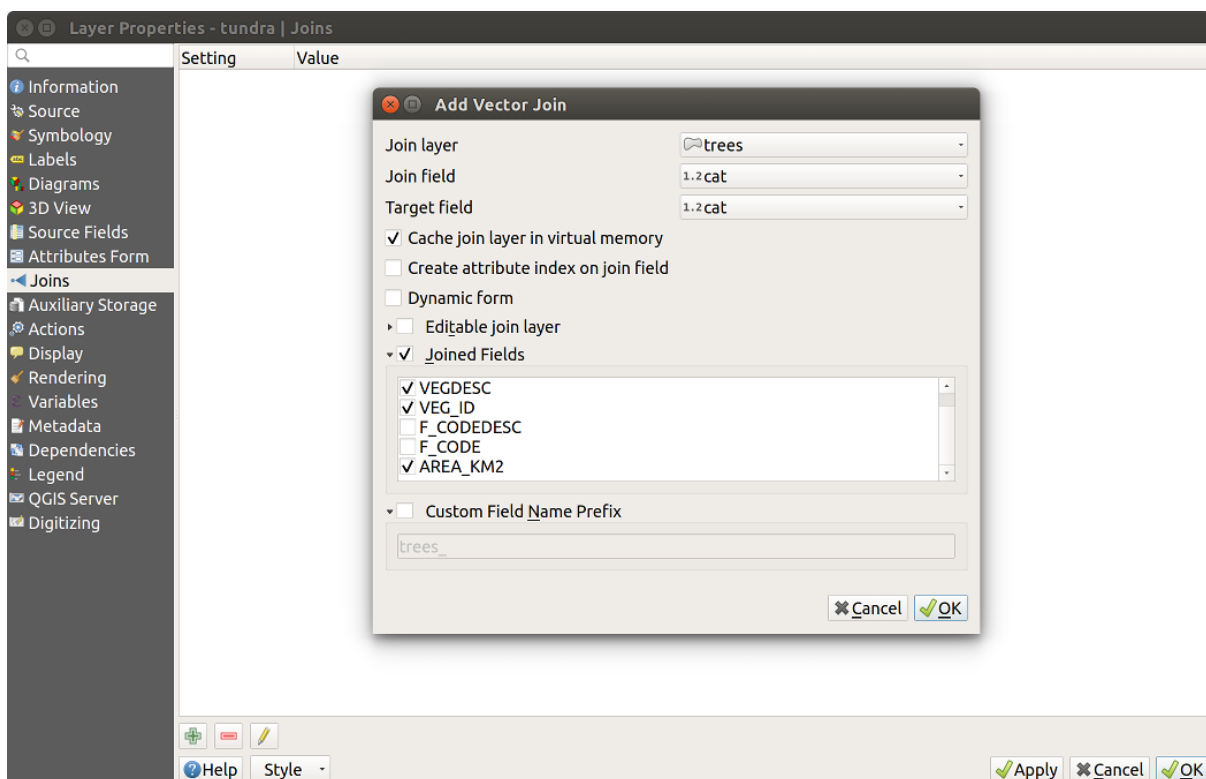 Layer Properties - tundra | Joins
Setting Value
Information
Source
Symbology
Labels
Diagrams
3D View
Source Fields
Attributes Form
Joins
Auxiliary Storage
Actions
Display
Rendering
Variables
Metadata
Dependencies
Legend
QGIS Server
Digitizing
Add Vector Join
Join layer trees
Join field 1.2 cat
Target field 1.2 cat
Cache join layer in virtual memory
Create attribute index on join field
Dynamic form
Editable join layer
Joined Fields
VEGDESC
VEG_ID
F_CODEDESC
F_CODE
AREA_KM2
Custom Field Name Prefix
trees_
Cancel OK
Help Style Apply Cancel OK